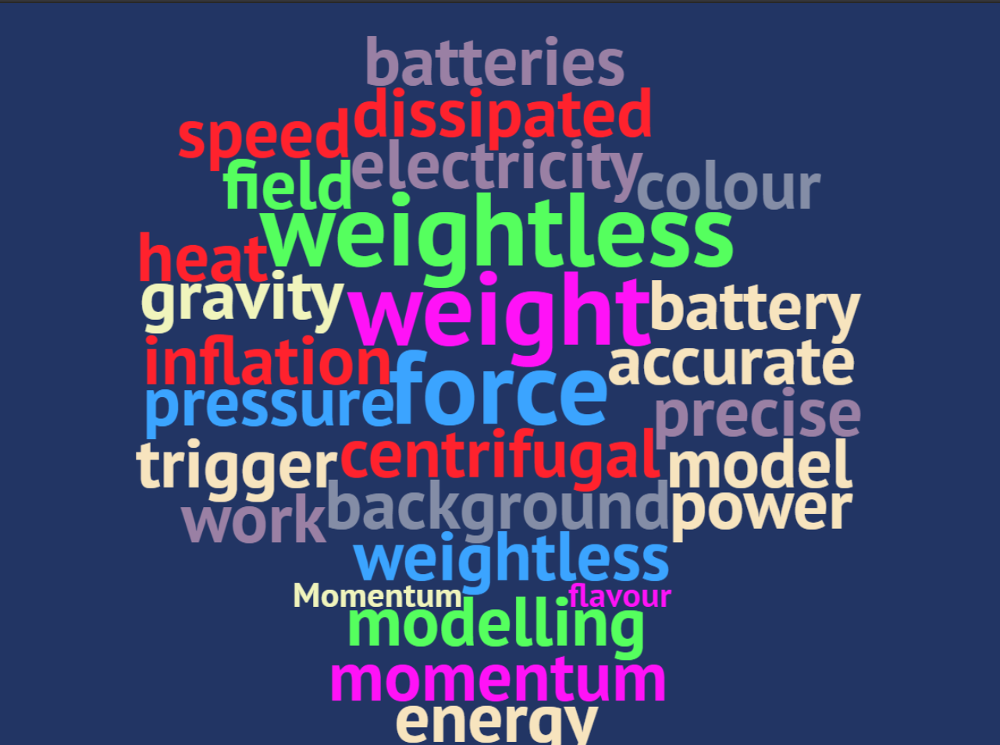 batteries
speed dissipated
field electricity colour
weightless
heat
gravity weight battery
inflation force accurate
pressure precise
trigger centrifugal model
work background power
weightless
Momentum flavour
modelling
momentum
energy